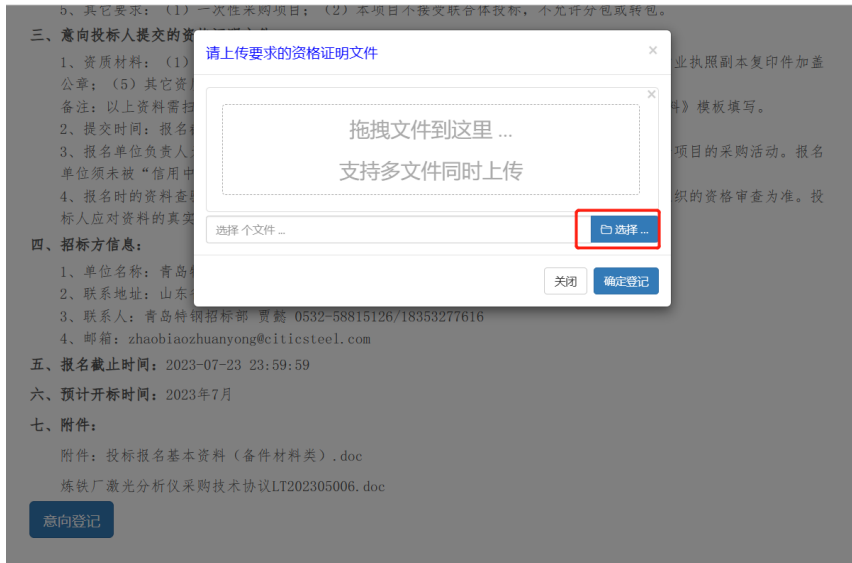 5、其它要求：（1）一次性采购项目；（2）本项目不接受联合体投标，不允许分包或转包。
三、意向投标人提交的资
请上传要求的资格证明文件
×
1、资质材料：（1）
业执照副本复印件加盖
公章；（5）其它资
×
备注：以上资料需扫
料》模板填写。
拖拽文件到这里 ...
2、提交时间：报名
3、报名单位负责人
项目的采购活动。报名
支持多文件同时上传
单位须未被“信用中
4、报名时的资料查
织的资格审查为准。投
标人应对资料的真实
选择 个文件 ...
选择 ...
四、招标方信息：
1、单位名称：青岛特
关闭
确定登记
2、联系地址：山东
3、联系人：青岛特钢招标部 贾懿 0532-58815126/18353277616
4、邮箱：zhaobiaozhuanyong@citicsteel.com
五、报名截止时间：2023-07-23 23:59:59
六、预计开标时间：2023年7月
七、附件：
附件：投标报名基本资料（备件材料类）.doc
炼铁厂激光分析仪采购技术协议LT202305006.doc
意向登记